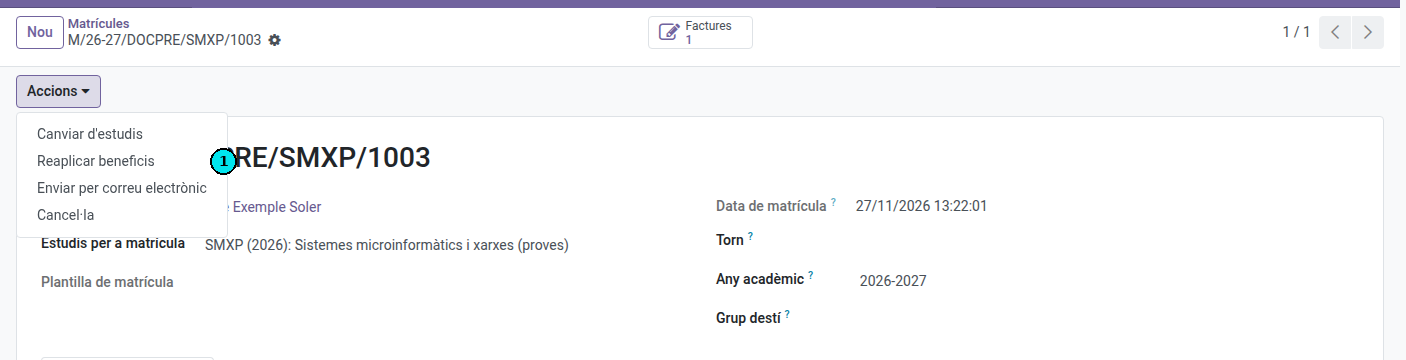 Nou
Matrícules
M/26-27/DOCPRE/SMXP/1003
Factures
1
1 / 1
Accions
Canviar d'estudis
Reaplicar beneficis
Enviar per correu electrònic
Cancel·la
1
PRE/SMXP/1003
Exemple Soler
Data de matrícula ? 27/11/2026 13:22:01
Estudis per a matrícula SMXP (2026): Sistemes microinformàtics i xarxes (proves)
Torn ?
Plantilla de matrícula
Any acadèmic ? 2026-2027
Grup destí ?